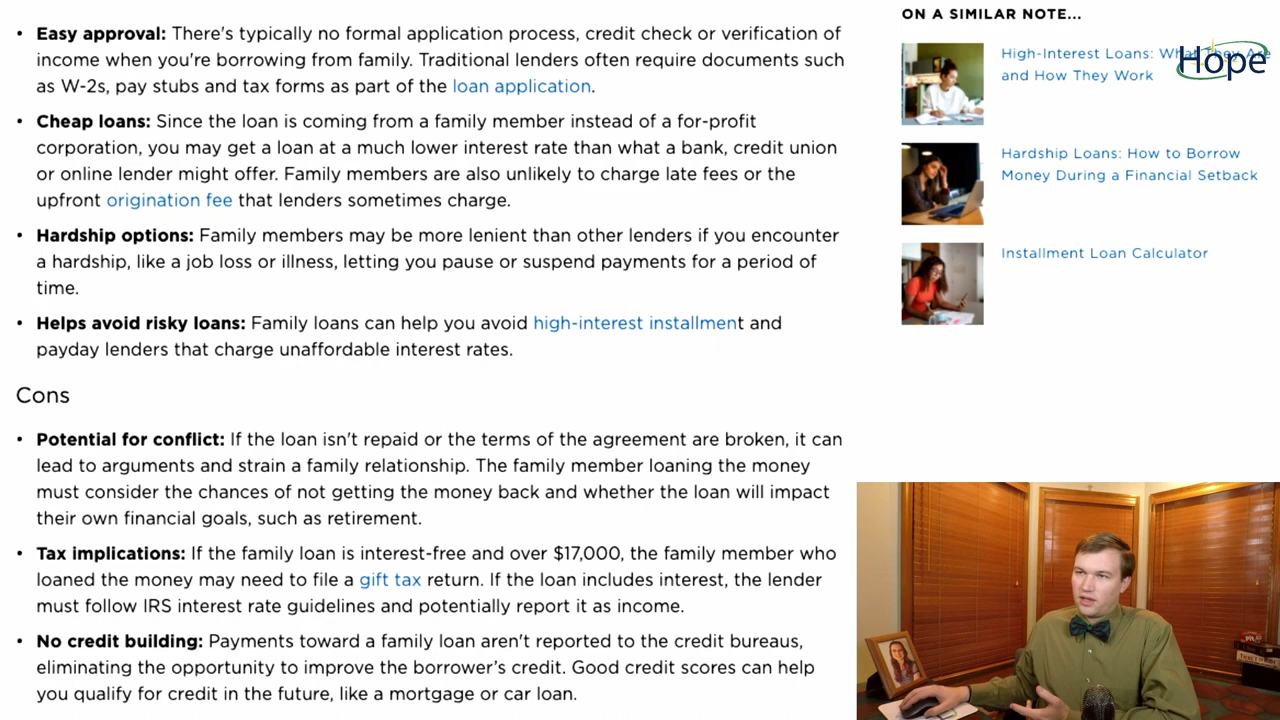 • Easy approval: There's typically no formal application process, credit check or verification of
income when you're borrowing from family. Traditional lenders often require documents such
as W-2s, pay stubs and tax forms as part of the loan application.
• Cheap loans: Since the loan is coming from a family member instead of a for-profit
corporation, you may get a loan at a much lower interest rate than what a bank, credit union
or online lender might offer. Family members are also unlikely to charge late fees or the
upfront origination fee that lenders sometimes charge.
• Hardship options: Family members may be more lenient than other lenders if you encounter
a hardship, like a job loss or illness, letting you pause or suspend payments for a period of
time.
• Helps avoid risky loans: Family loans can help you avoid high-interest installment and
payday lenders that charge unaffordable interest rates.
Cons
• Potential for conflict: If the loan isn't repaid or the terms of the agreement are broken, it can
lead to arguments and strain a family relationship. The family member loaning the money
must consider the chances of not getting the money back and whether the loan will impact
their own financial goals, such as retirement.
• Tax implications: If the family loan is interest-free and over $17,000, the family member who
loaned the money may need to file a gift tax return. If the loan includes interest, the lender
must follow IRS interest rate guidelines and potentially report it as income.
• No credit building: Payments toward a family loan aren't reported to the credit bureaus,
eliminating the opportunity to improve the borrower's credit. Good credit scores can help
you qualify for credit in the future, like a mortgage or car loan.
ON A SIMILAR NOTE...
High-Interest Loans: What They Are
and How They Work
Hope
Hardship Loans: How to Borrow
Money During a Financial Setback
Installment Loan Calculator